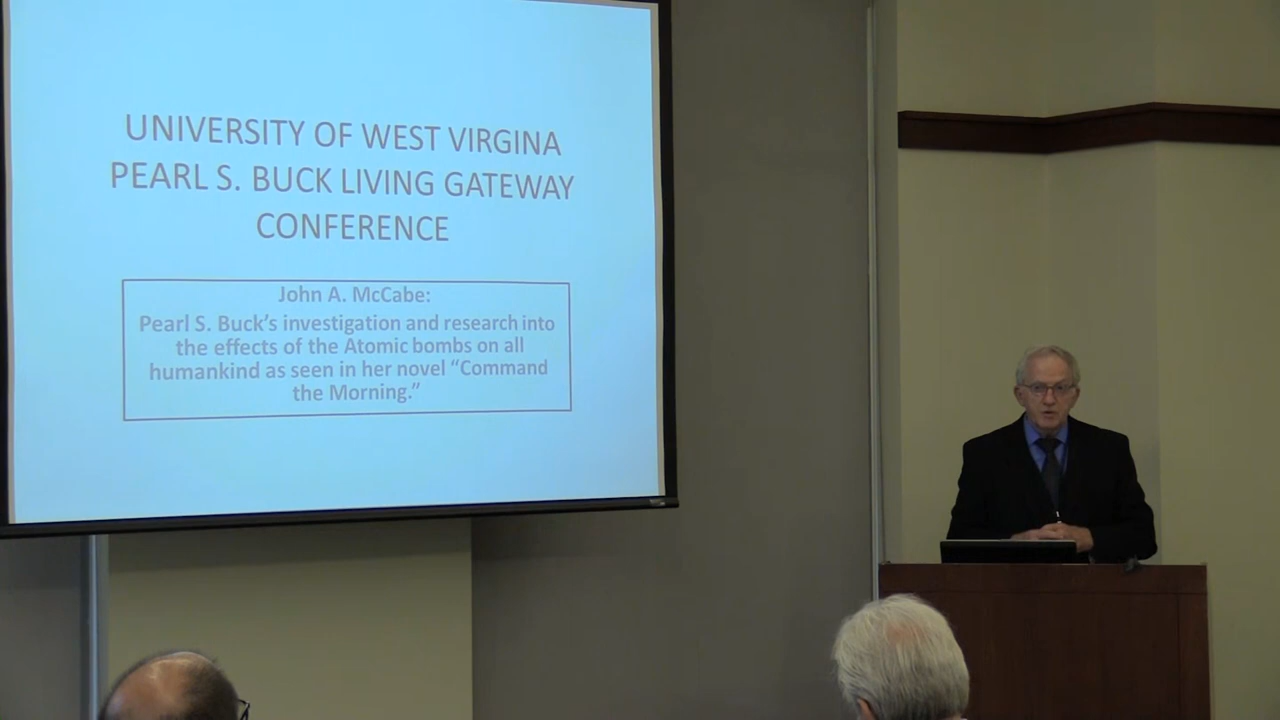 UNIVERSITY OF WEST VIRGINA
PEARL S. BUCK LIVING GATEWAY
CONFERENCE
John A. McCabe:
Pearl S. Buck’s investigation and research into
the effects of the Atomic bombs on all
humankind as seen in her novel “Command
the Morning.”